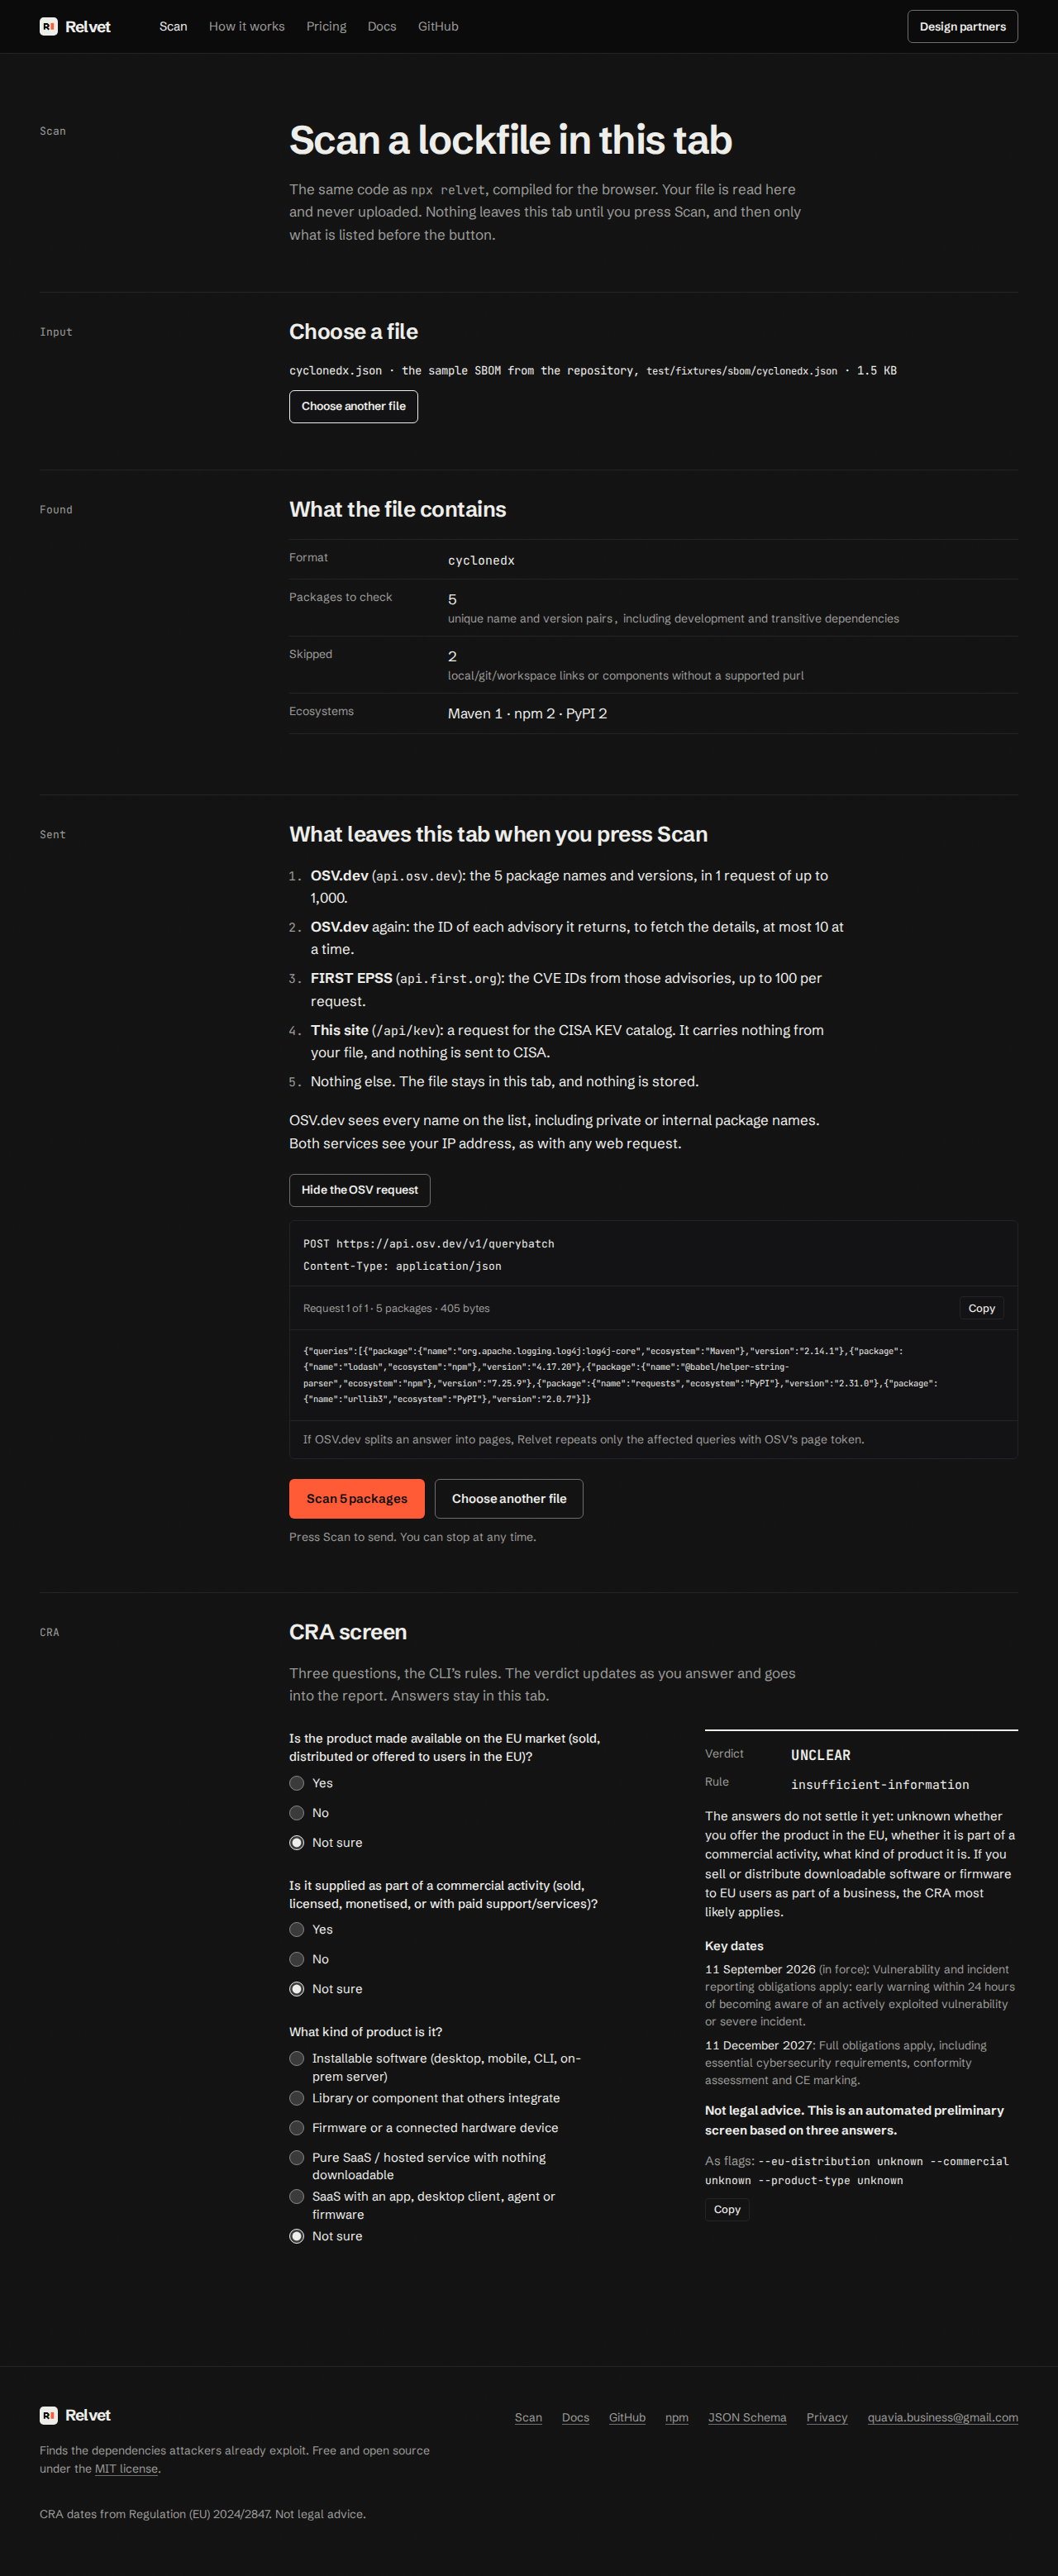 Relvet
Scan How it works Pricing Docs GitHub
Design partners
Scan
Scan a lockfile in this tab
The same code as npx relvet, compiled for the browser. Your file is read here
and never uploaded. Nothing leaves this tab until you press Scan, and then only
what is listed before the button.
Input
Choose a file
cyclonedx.json · the sample SBOM from the repository, test/fixtures/sbom/cyclonedx.json · 1.5 KB
Choose another file
Found
What the file contains
Format
cyclonedx
Packages to check
5
unique name and version pairs, including development and transitive dependencies
Skipped
2
local/git/workspace links or components without a supported purl
Ecosystems
Maven 1 · npm 2 · PyPI 2
Sent
What leaves this tab when you press Scan
1. OSV.dev (api.osv.dev): the 5 package names and versions, in 1 request of up to
1,000.
2. OSV.dev again: the ID of each advisory it returns, to fetch the details, at most 10 at
a time.
3. FIRST EPSS (api.first.org): the CVE IDs from those advisories, up to 100 per
request.
4. This site (/api/kev): a request for the CISA KEV catalog. It carries nothing from
your file, and nothing is sent to CISA.
5. Nothing else. The file stays in this tab, and nothing is stored.
OSV.dev sees every name on the list, including private or internal package names.
Both services see your IP address, as with any web request.
Hide the OSV request
POST https://api.osv.dev/v1/querybatch
Content-Type: application/json
Request 1 of 1 · 5 packages · 405 bytes
Copy
{"queries":[{"package":{"name":"org.apache.logging.log4j:log4j-core","ecosystem":"Maven"},"version":"2.14.1"},{"package":
{"name":"lodash","ecosystem":"npm"},"version":"4.17.20"},{"package":{"name":"@babel/helper-string-
parser","ecosystem":"npm"},"version":"7.25.9"},{"package":{"name":"requests","ecosystem":"PyPI"},"version":"2.31.0"},{"package":
{"name":"urllib3","ecosystem":"PyPI"},"version":"2.0.7"}]}
If OSV.dev splits an answer into pages, Relvet repeats only the affected queries with OSV's page token.
Scan 5 packages
Choose another file
Press Scan to send. You can stop at any time.
CRA
CRA screen
Three questions, the CLI's rules. The verdict updates as you answer and goes
into the report. Answers stay in this tab.
Is the product made available on the EU market (sold,
distributed or offered to users in the EU)?
Yes
No
Not sure
Is it supplied as part of a commercial activity (sold,
licensed, monetised, or with paid support/services)?
Yes
No
Not sure
What kind of product is it?
Installable software (desktop, mobile, CLI, on-
prem server)
Library or component that others integrate
Firmware or a connected hardware device
Pure SaaS / hosted service with nothing
downloadable
SaaS with an app, desktop client, agent or
firmware
Not sure
Verdict
UNCLEAR
Rule
insufficient-information
The answers do not settle it yet: unknown whether
you offer the product in the EU, whether it is part of a
commercial activity, what kind of product it is. If you
sell or distribute downloadable software or firmware
to EU users as part of a business, the CRA most
likely applies.
Key dates
11 September 2026 (in force): Vulnerability and incident
reporting obligations apply: early warning within 24 hours
of becoming aware of an actively exploited vulnerability
or severe incident.
11 December 2027: Full obligations apply, including
essential cybersecurity requirements, conformity
assessment and CE marking.
Not legal advice. This is an automated preliminary
screen based on three answers.
As flags: --eu-distribution unknown --commercial
unknown --product-type unknown
Copy
Relvet
Scan Docs GitHub npm JSON Schema Privacy quavia.business@gmail.com
Finds the dependencies attackers already exploit. Free and open source
under the MIT license.
CRA dates from Regulation (EU) 2024/2847. Not legal advice.